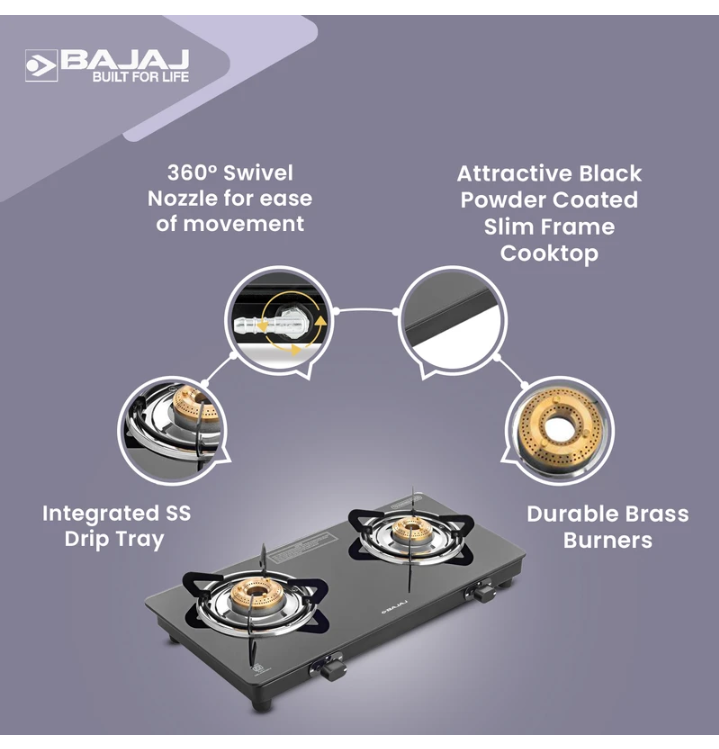 BAJAJ
BUILT FOR LIFE
360° Swivel
Nozzle for ease
of movement
Attractive Black
Powder Coated
Slim Frame
Cooktop
Integrated SS
Drip Tray
Durable Brass
Burners
BAJAJ